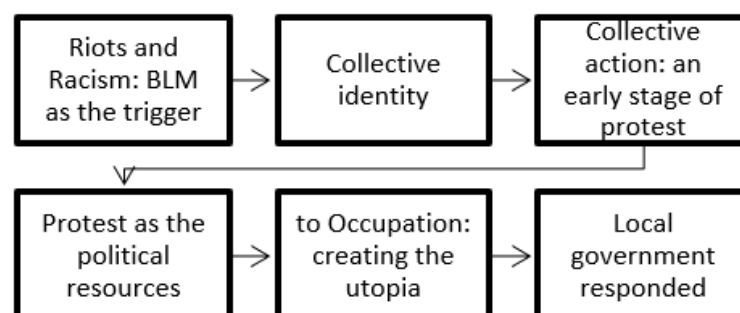 Riots and
Racism: BLM
as the trigger
Collective
identity
Collective
action: an
early stage of
protest
Protest as the
political
resources
to Occupation:
creating the
utopia
Local
government
responded